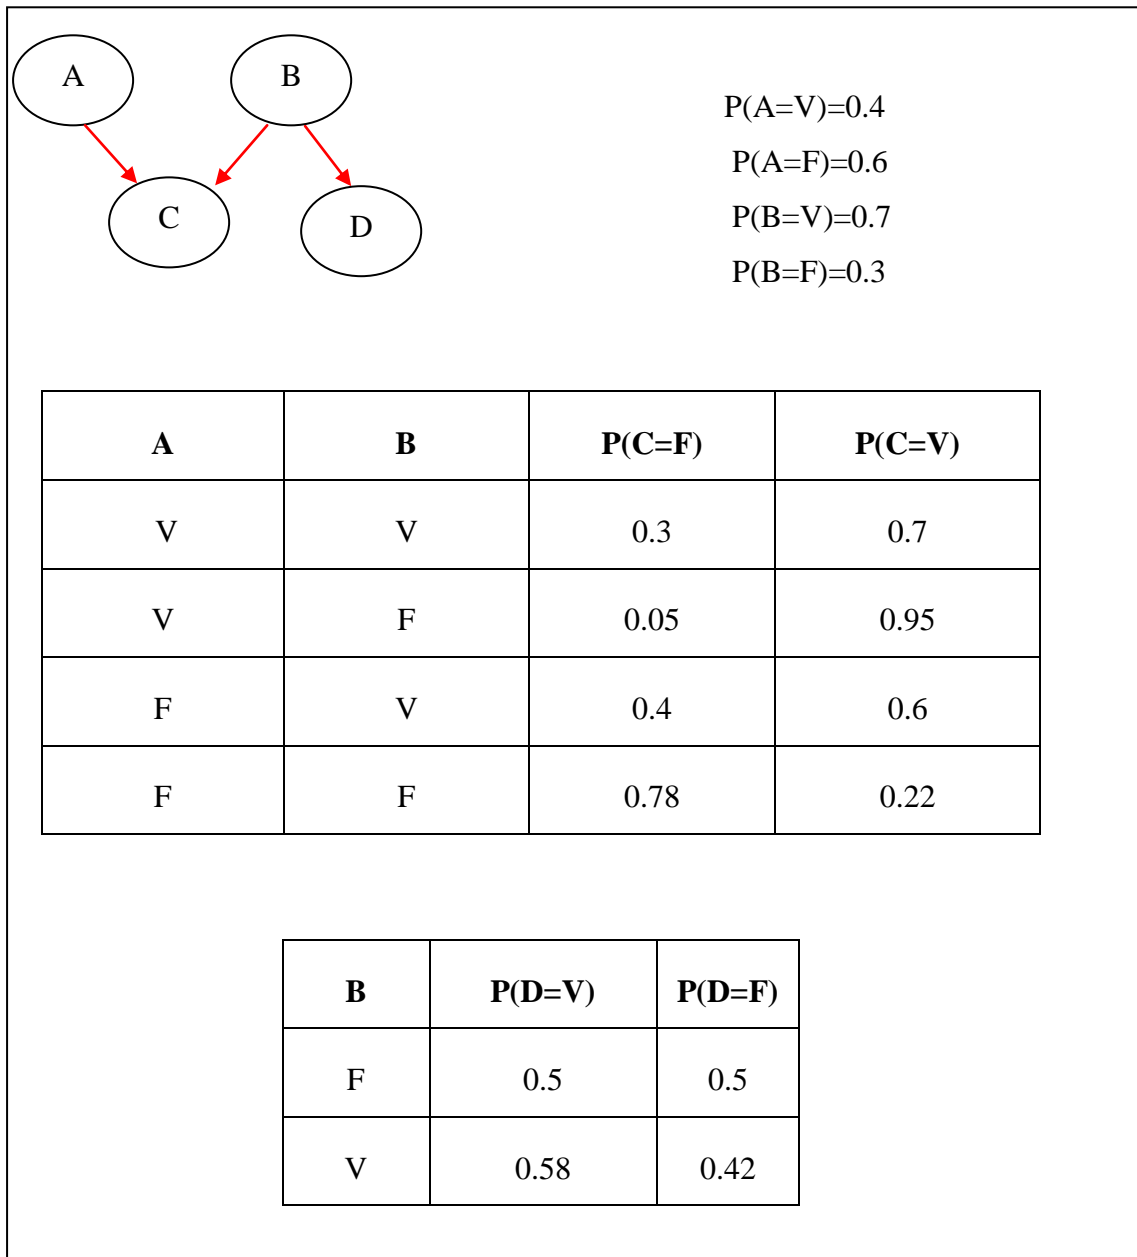 A B
C D
P(A=V)=0.4
P(A=F)=0.6
P(B=V)=0.7
P(B=F)=0.3
A B P(C=F) P(C=V)
V V 0.3 0.7
V F 0.05 0.95
F V 0.4 0.6
F F 0.78 0.22
B P(D=V) P(D=F)
F 0.5 0.5
V 0.58 0.42